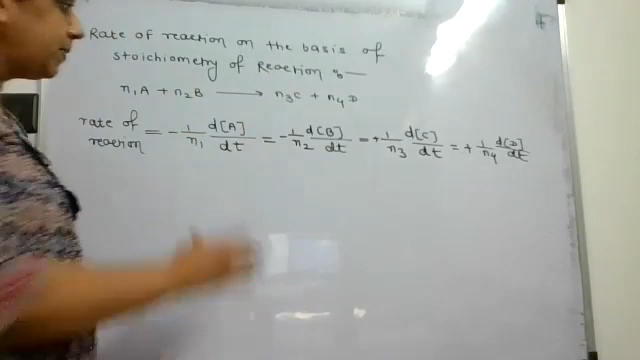 Rate of reaction on the basis of
stoichiometry of Reaction :—
n₁A + n₂B ⟶ n₃C + n₄D
rate of reaction = - 1/n₁ d[A]/dt = - 1/n₂ d[B]/dt = + 1/n₃ d[C]/dt = + 1/n₄ d[D]/dt